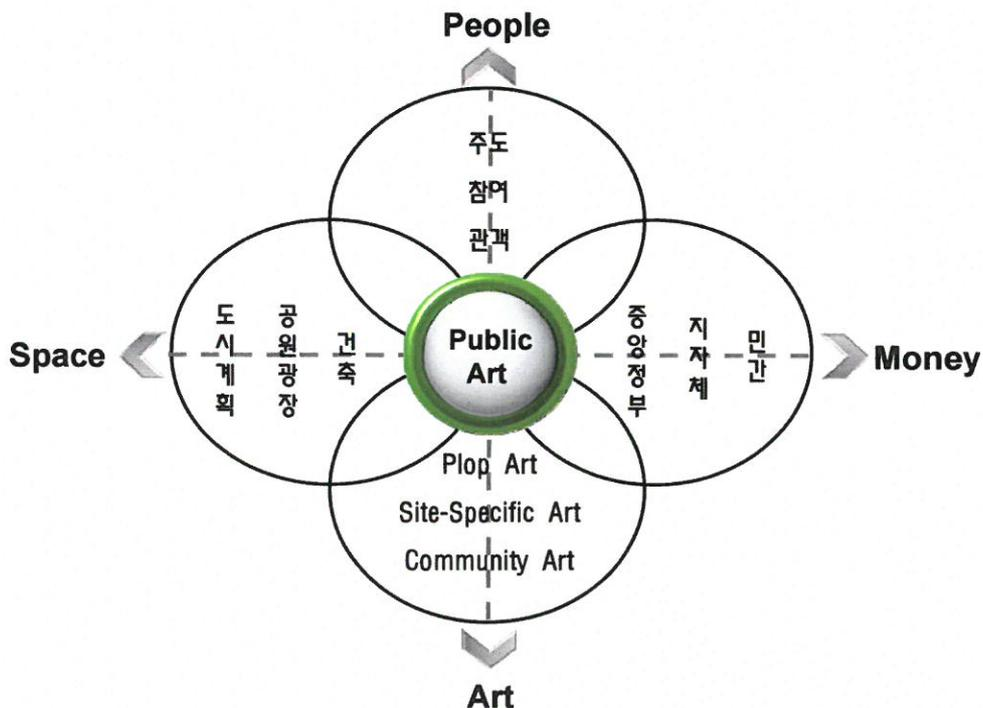 People
주도
참여
관객
Space
도시계획
공원광장
건축
Public
Art
중앙정부
지자체
민간
Money
Plop Art
Site-Specific Art
Community Art
Art